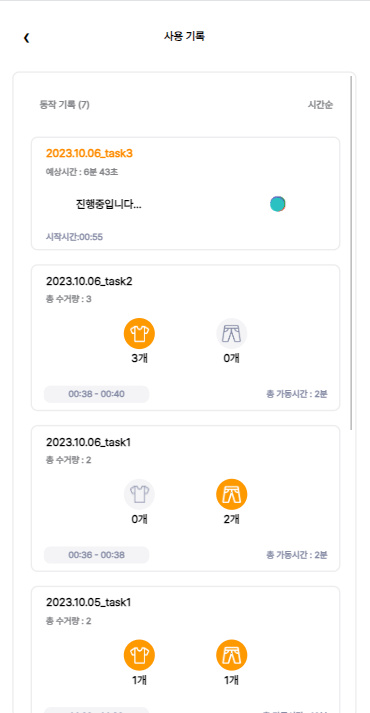 사용 기록
동작 기록 (7) 시간순
2023.10.06_task3
예상시간 : 6분 43초
진행중입니다...
시작시간:00:55
2023.10.06_task2
총 수거량 : 3
3개 0개
00:38 - 00:40 총 가동시간 : 2분
2023.10.06_task1
총 수거량 : 2
0개 2개
00:36 - 00:38 총 가동시간 : 2분
2023.10.05_task1
총 수거량 : 2
1개 1개